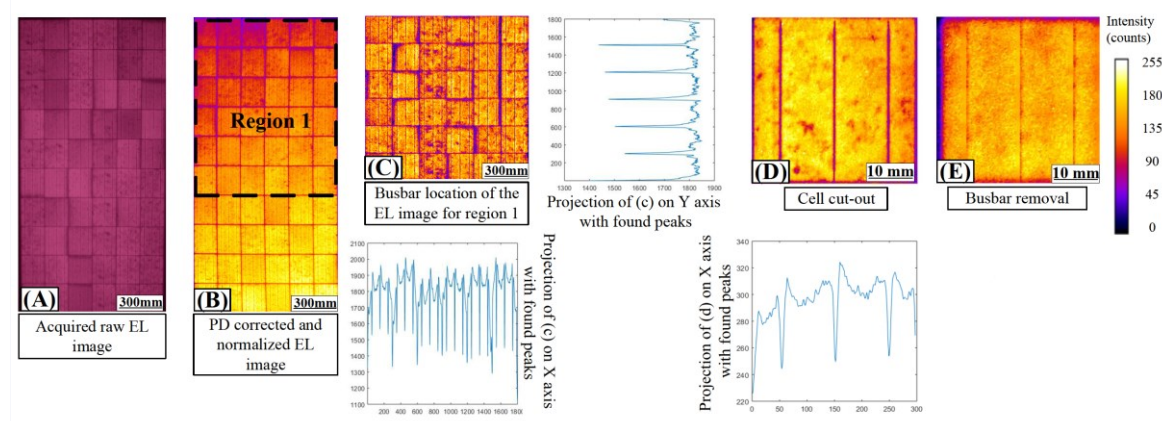 (A)
300mm
Acquired raw EL
image
(B)
Region 1
300mm
PD corrected and
normalized EL
image
(C)
300mm
Busbar location of the
EL image for region 1
1800
1600
1400
1200
1000
800
600
400
200
1300
1400
1500
1600
1700
1800
1900
Projection of (c) on Y axis
with found peaks
(D)
10 mm
Cell cut-out
(E)
10 mm
Busbar removal
Intensity
(counts)
255
180
135
90
45
0
2100
2000
1900
1800
1700
1600
1500
1400
1300
1200
1100
200 400 600 800 1000 1200 1400 1600 1800
Projection of (c) on X axis
with found peaks
Projection of (d) on X axis
with found peaks
340
320
300
280
260
240
220
0 50 100 150 200 250 300